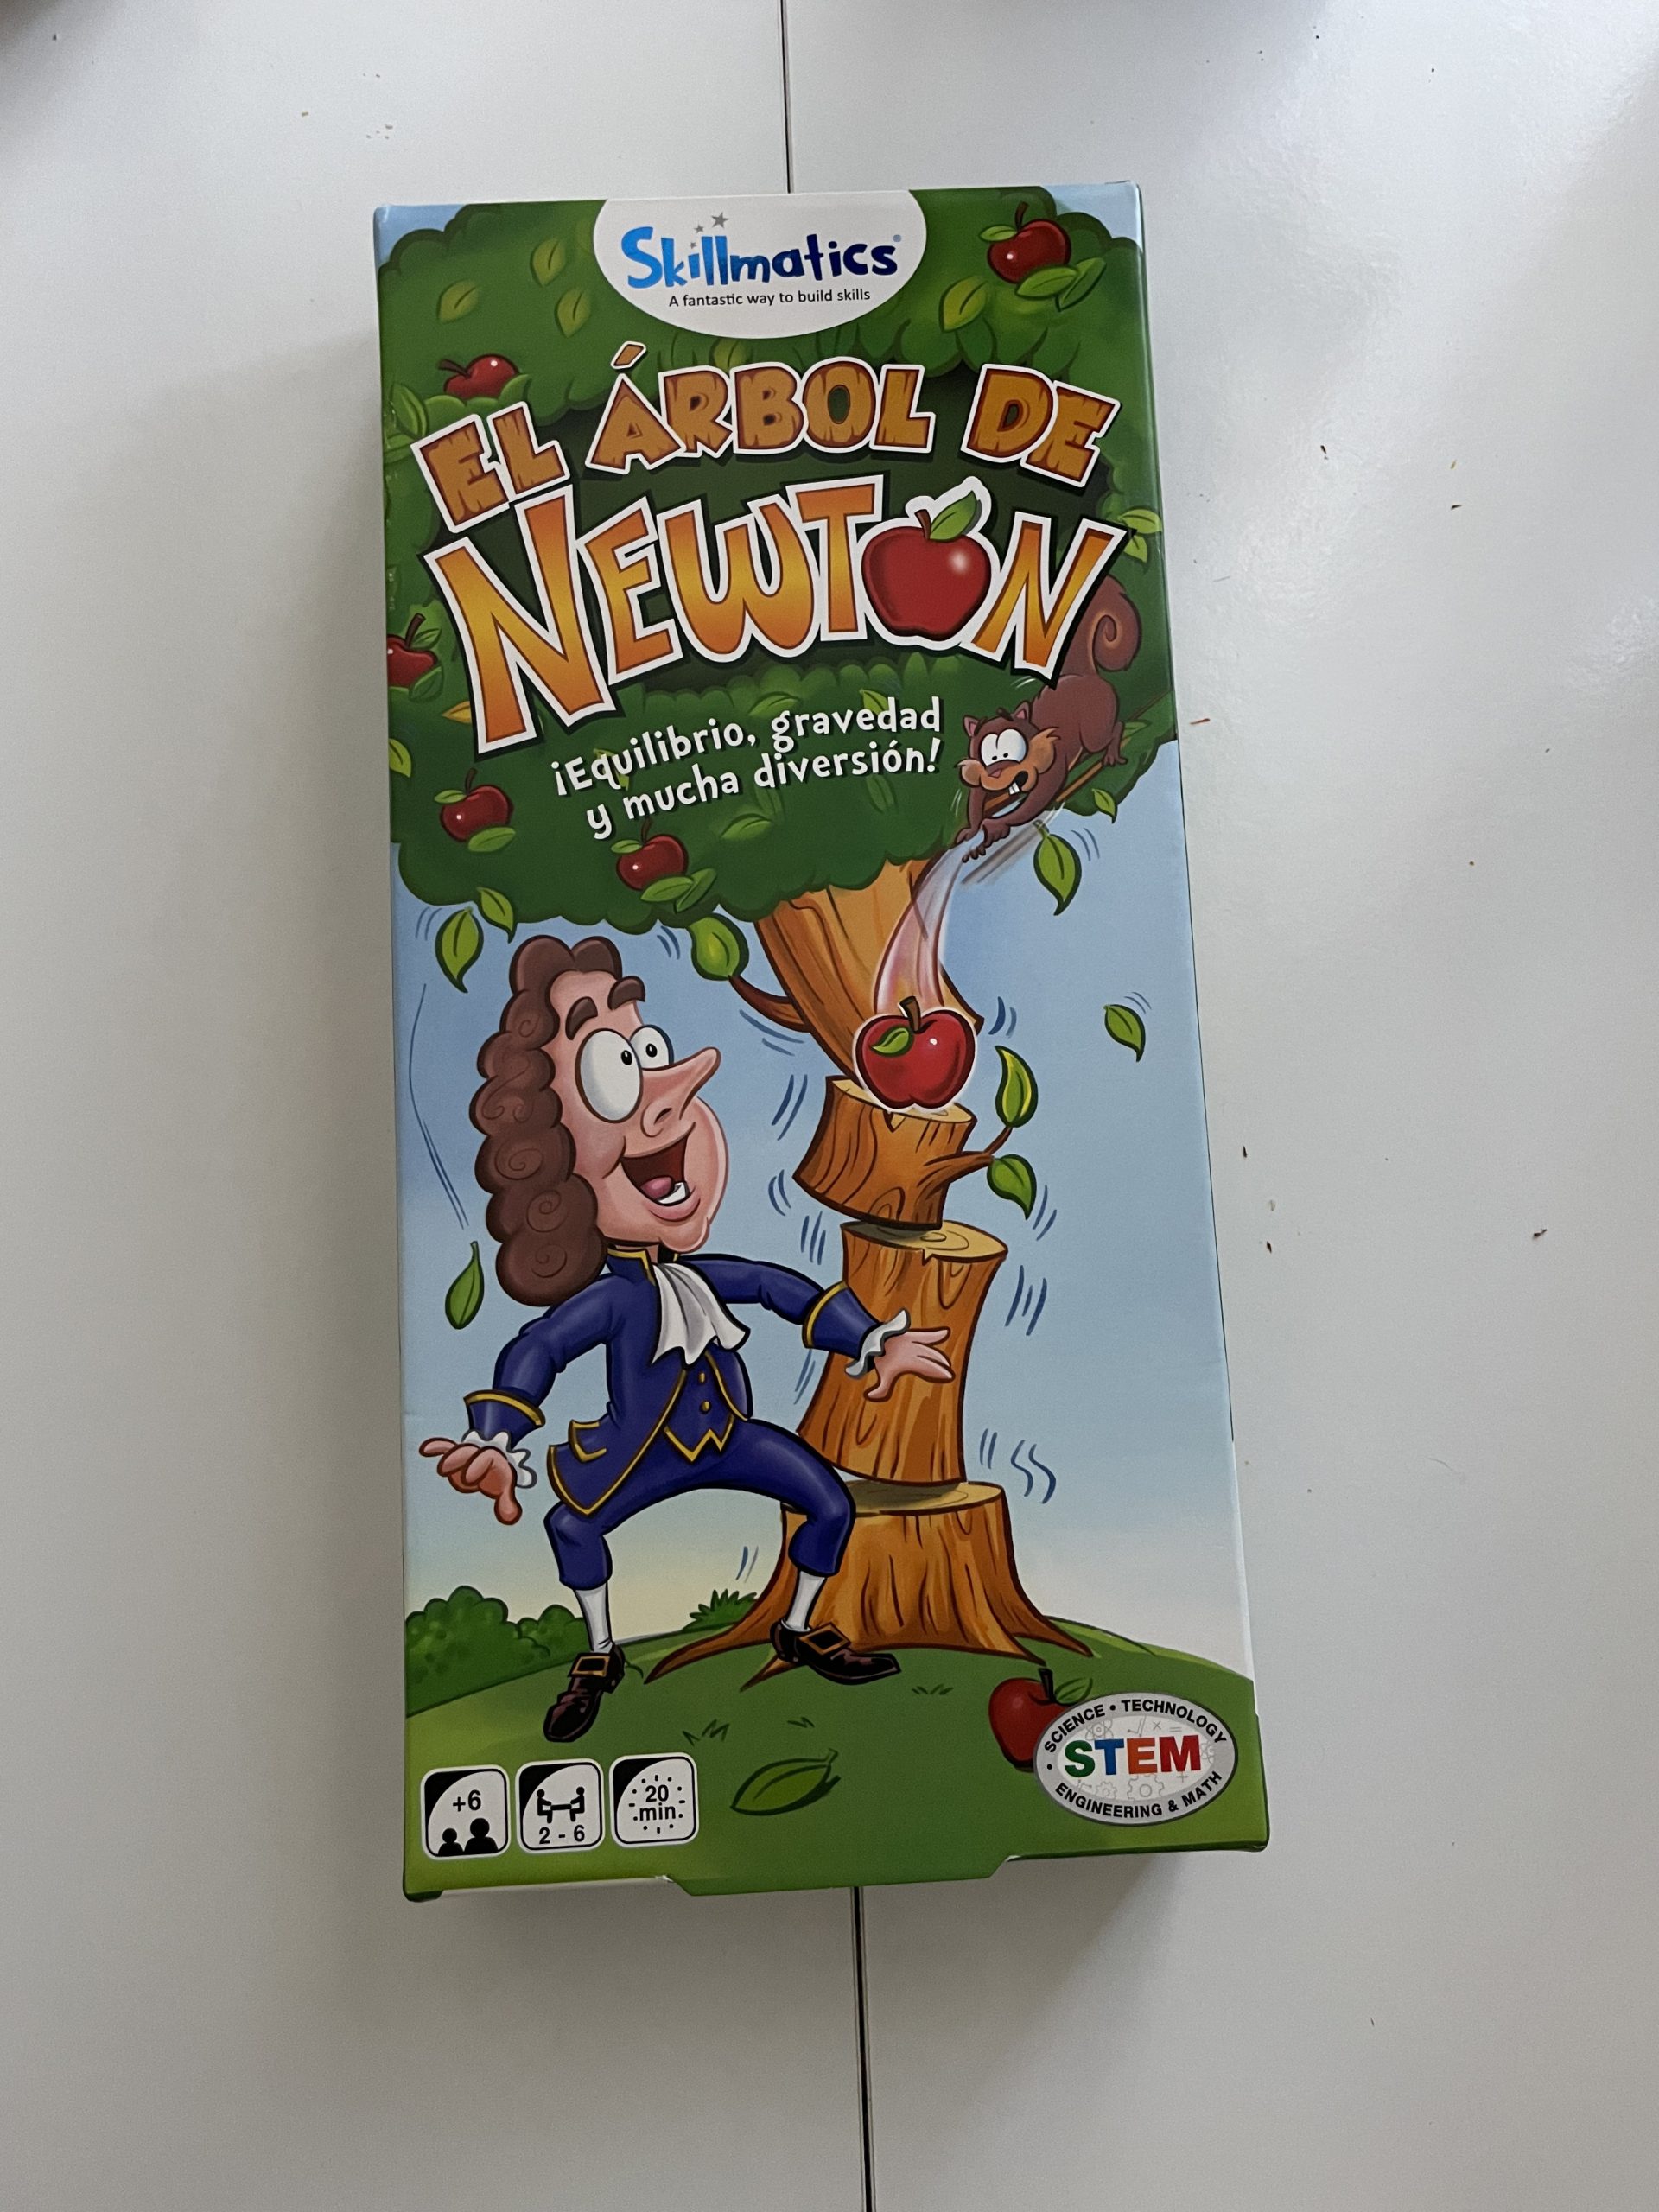 Skillmatics®
A fantastic way to build skills
EL ÁRBOL DE
NEWTON
¡Equilibrio, gravedad
y mucha diversión!
+6
2 - 6
20
min.
SCIENCE • TECHNOLOGY
STEM
• ENGINEERING & MATH